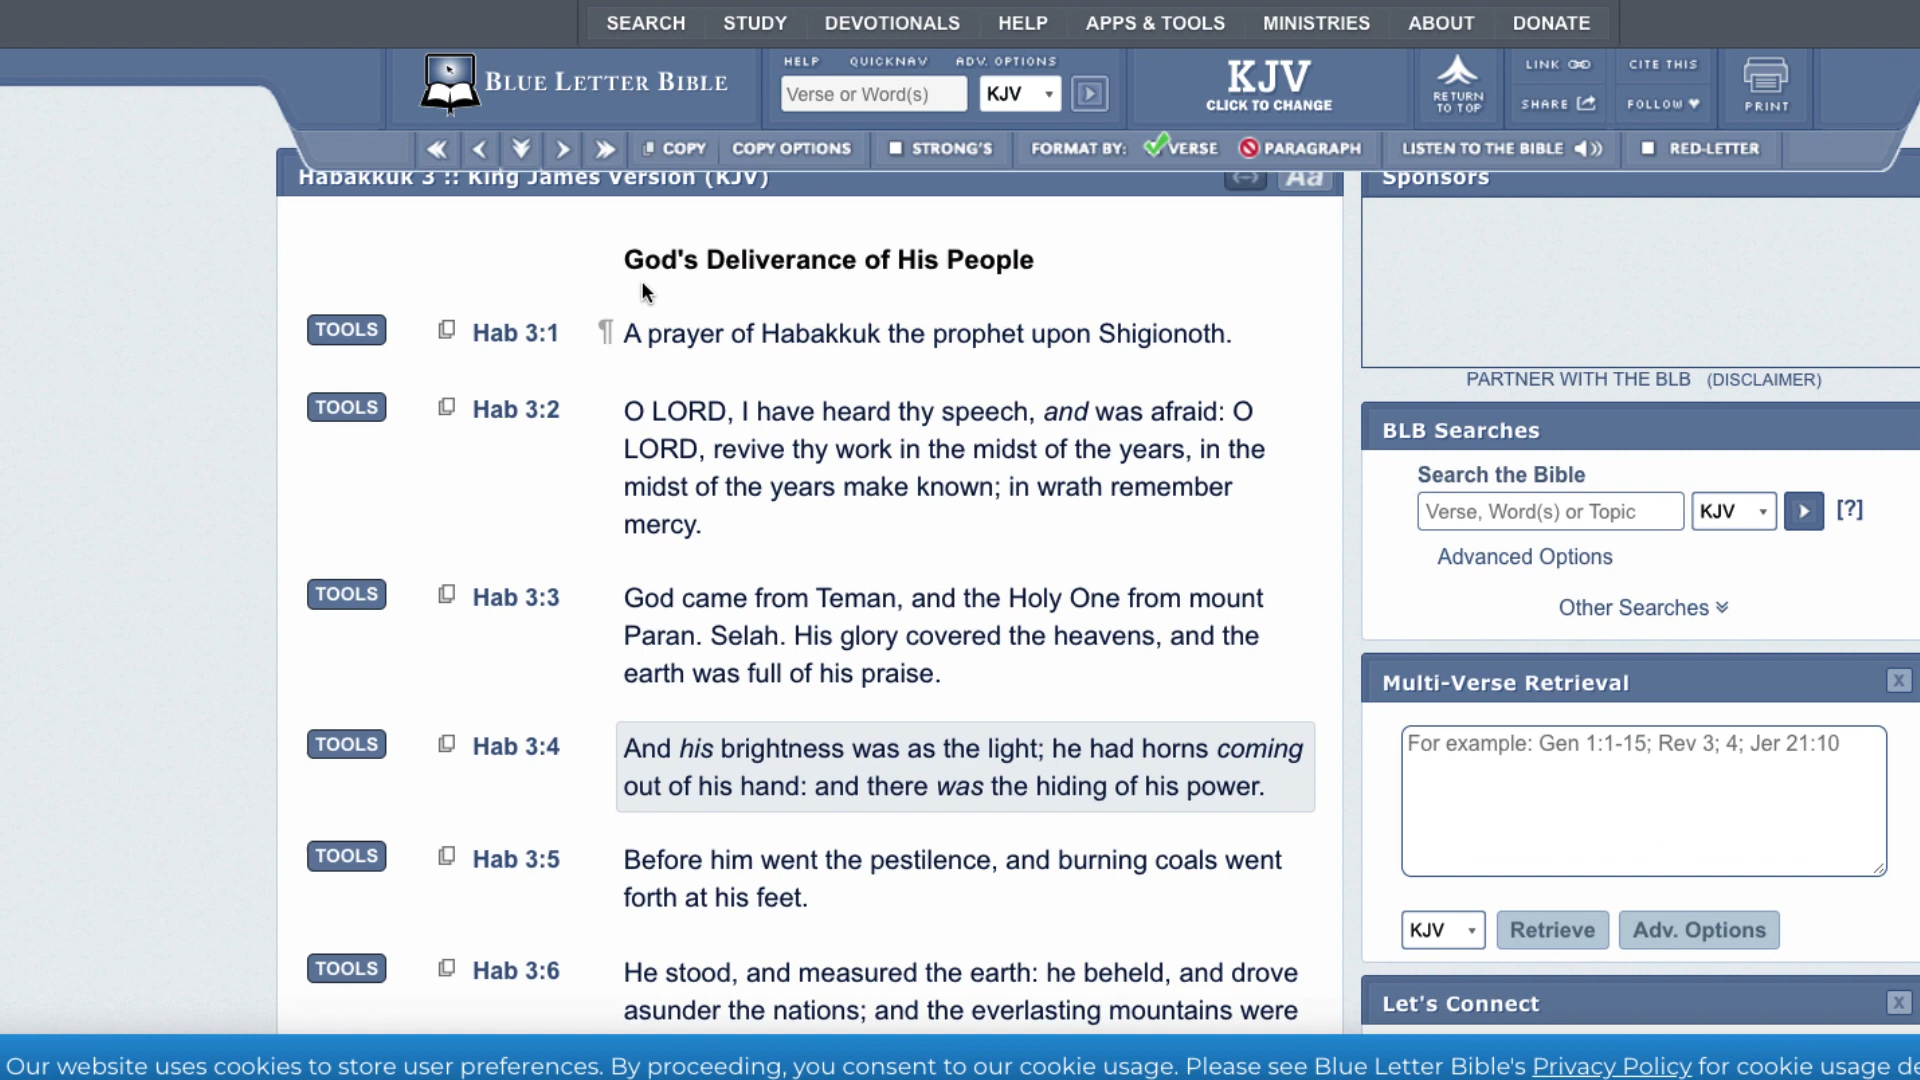 SEARCH STUDY DEVOTIONALS HELP APPS & TOOLS MINISTRIES ABOUT DONATE
BLUE LETTER BIBLE
HELP QUICKNAV ADV. OPTIONS
Verse or Word(s) KJV
KJV
CLICK TO CHANGE
RETURN
TO TOP
LINK
SHARE
CITE THIS
FOLLOW
PRINT
COPY COPY OPTIONS STRONG'S FORMAT BY: VERSE PARAGRAPH LISTEN TO THE BIBLE RED-LETTER
Habakkuk 3 :: King James Version (KJV) Aa
God's Deliverance of His People
TOOLS Hab 3:1 ¶ A prayer of Habakkuk the prophet upon Shigionoth.
TOOLS Hab 3:2 O LORD, I have heard thy speech, and was afraid: O
LORD, revive thy work in the midst of the years, in the
midst of the years make known; in wrath remember
mercy.
TOOLS Hab 3:3 God came from Teman, and the Holy One from mount
Paran. Selah. His glory covered the heavens, and the
earth was full of his praise.
TOOLS Hab 3:4 And his brightness was as the light; he had horns coming
out of his hand: and there was the hiding of his power.
TOOLS Hab 3:5 Before him went the pestilence, and burning coals went
forth at his feet.
TOOLS Hab 3:6 He stood, and measured the earth: he beheld, and drove
asunder the nations; and the everlasting mountains were
Sponsors
PARTNER WITH THE BLB (DISCLAIMER)
BLB Searches
Search the Bible
Verse, Word(s) or Topic KJV [?]
Advanced Options
Other Searches
Multi-Verse Retrieval X
For example: Gen 1:1-15; Rev 3; 4; Jer 21:10
KJV Retrieve Adv. Options
Let's Connect X
Our website uses cookies to store user preferences. By proceeding, you consent to our cookie usage. Please see Blue Letter Bible's Privacy Policy for cookie usage de